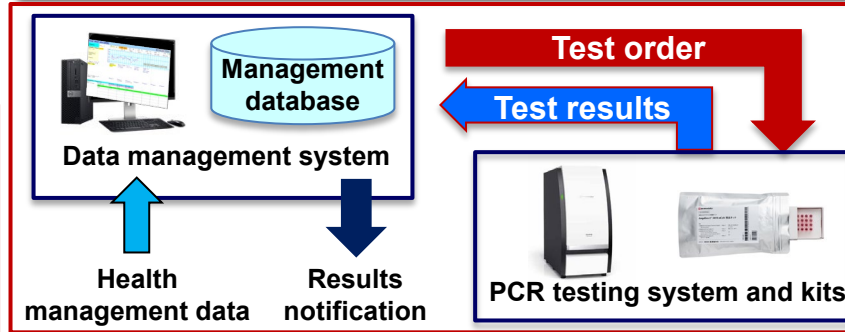 Management
database
Data management system
Test order
Test results
Health
management data
Results
notification
PCR testing system and kits